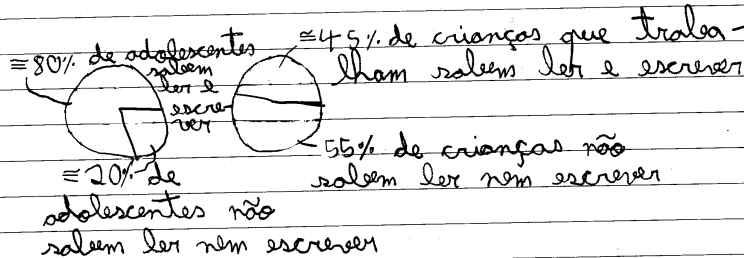 ≅80% de adolescentes
sabem
ler e
escre-
ver
≅20% de
adolescentes não
sabem ler nem escrever
≅45% de crianças que traba-
lham sabem ler e escrever
55% de crianças não
sabem ler nem escrever